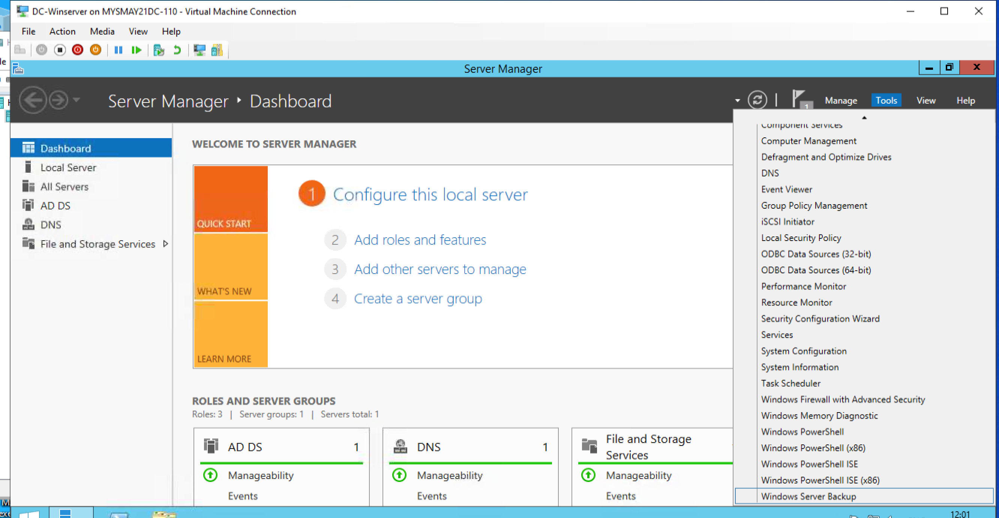 DC-Winserver on MYSMAY21DC-110 - Virtual Machine Connection
File Action Media View Help
Server Manager
Server Manager Dashboard
1
Manage Tools View Help
Dashboard
Local Server
All Servers
AD DS
DNS
File and Storage Services
WELCOME TO SERVER MANAGER
QUICK START
WHAT'S NEW
LEARN MORE
1 Configure this local server
2 Add roles and features
3 Add other servers to manage
4 Create a server group
ROLES AND SERVER GROUPS
Roles: 3 | Server groups: 1 | Servers total: 1
AD DS 1
Manageability
Events
DNS 1
Manageability
Events
File and Storage
Services
Manageability
Events
Component Services
Computer Management
Defragment and Optimize Drives
DNS
Event Viewer
Group Policy Management
iSCSI Initiator
Local Security Policy
ODBC Data Sources (32-bit)
ODBC Data Sources (64-bit)
Performance Monitor
Resource Monitor
Security Configuration Wizard
Services
System Configuration
System Information
Task Scheduler
Windows Firewall with Advanced Security
Windows Memory Diagnostic
Windows PowerShell
Windows PowerShell (x86)
Windows PowerShell ISE
Windows PowerShell ISE (x86)
Windows Server Backup
12:01